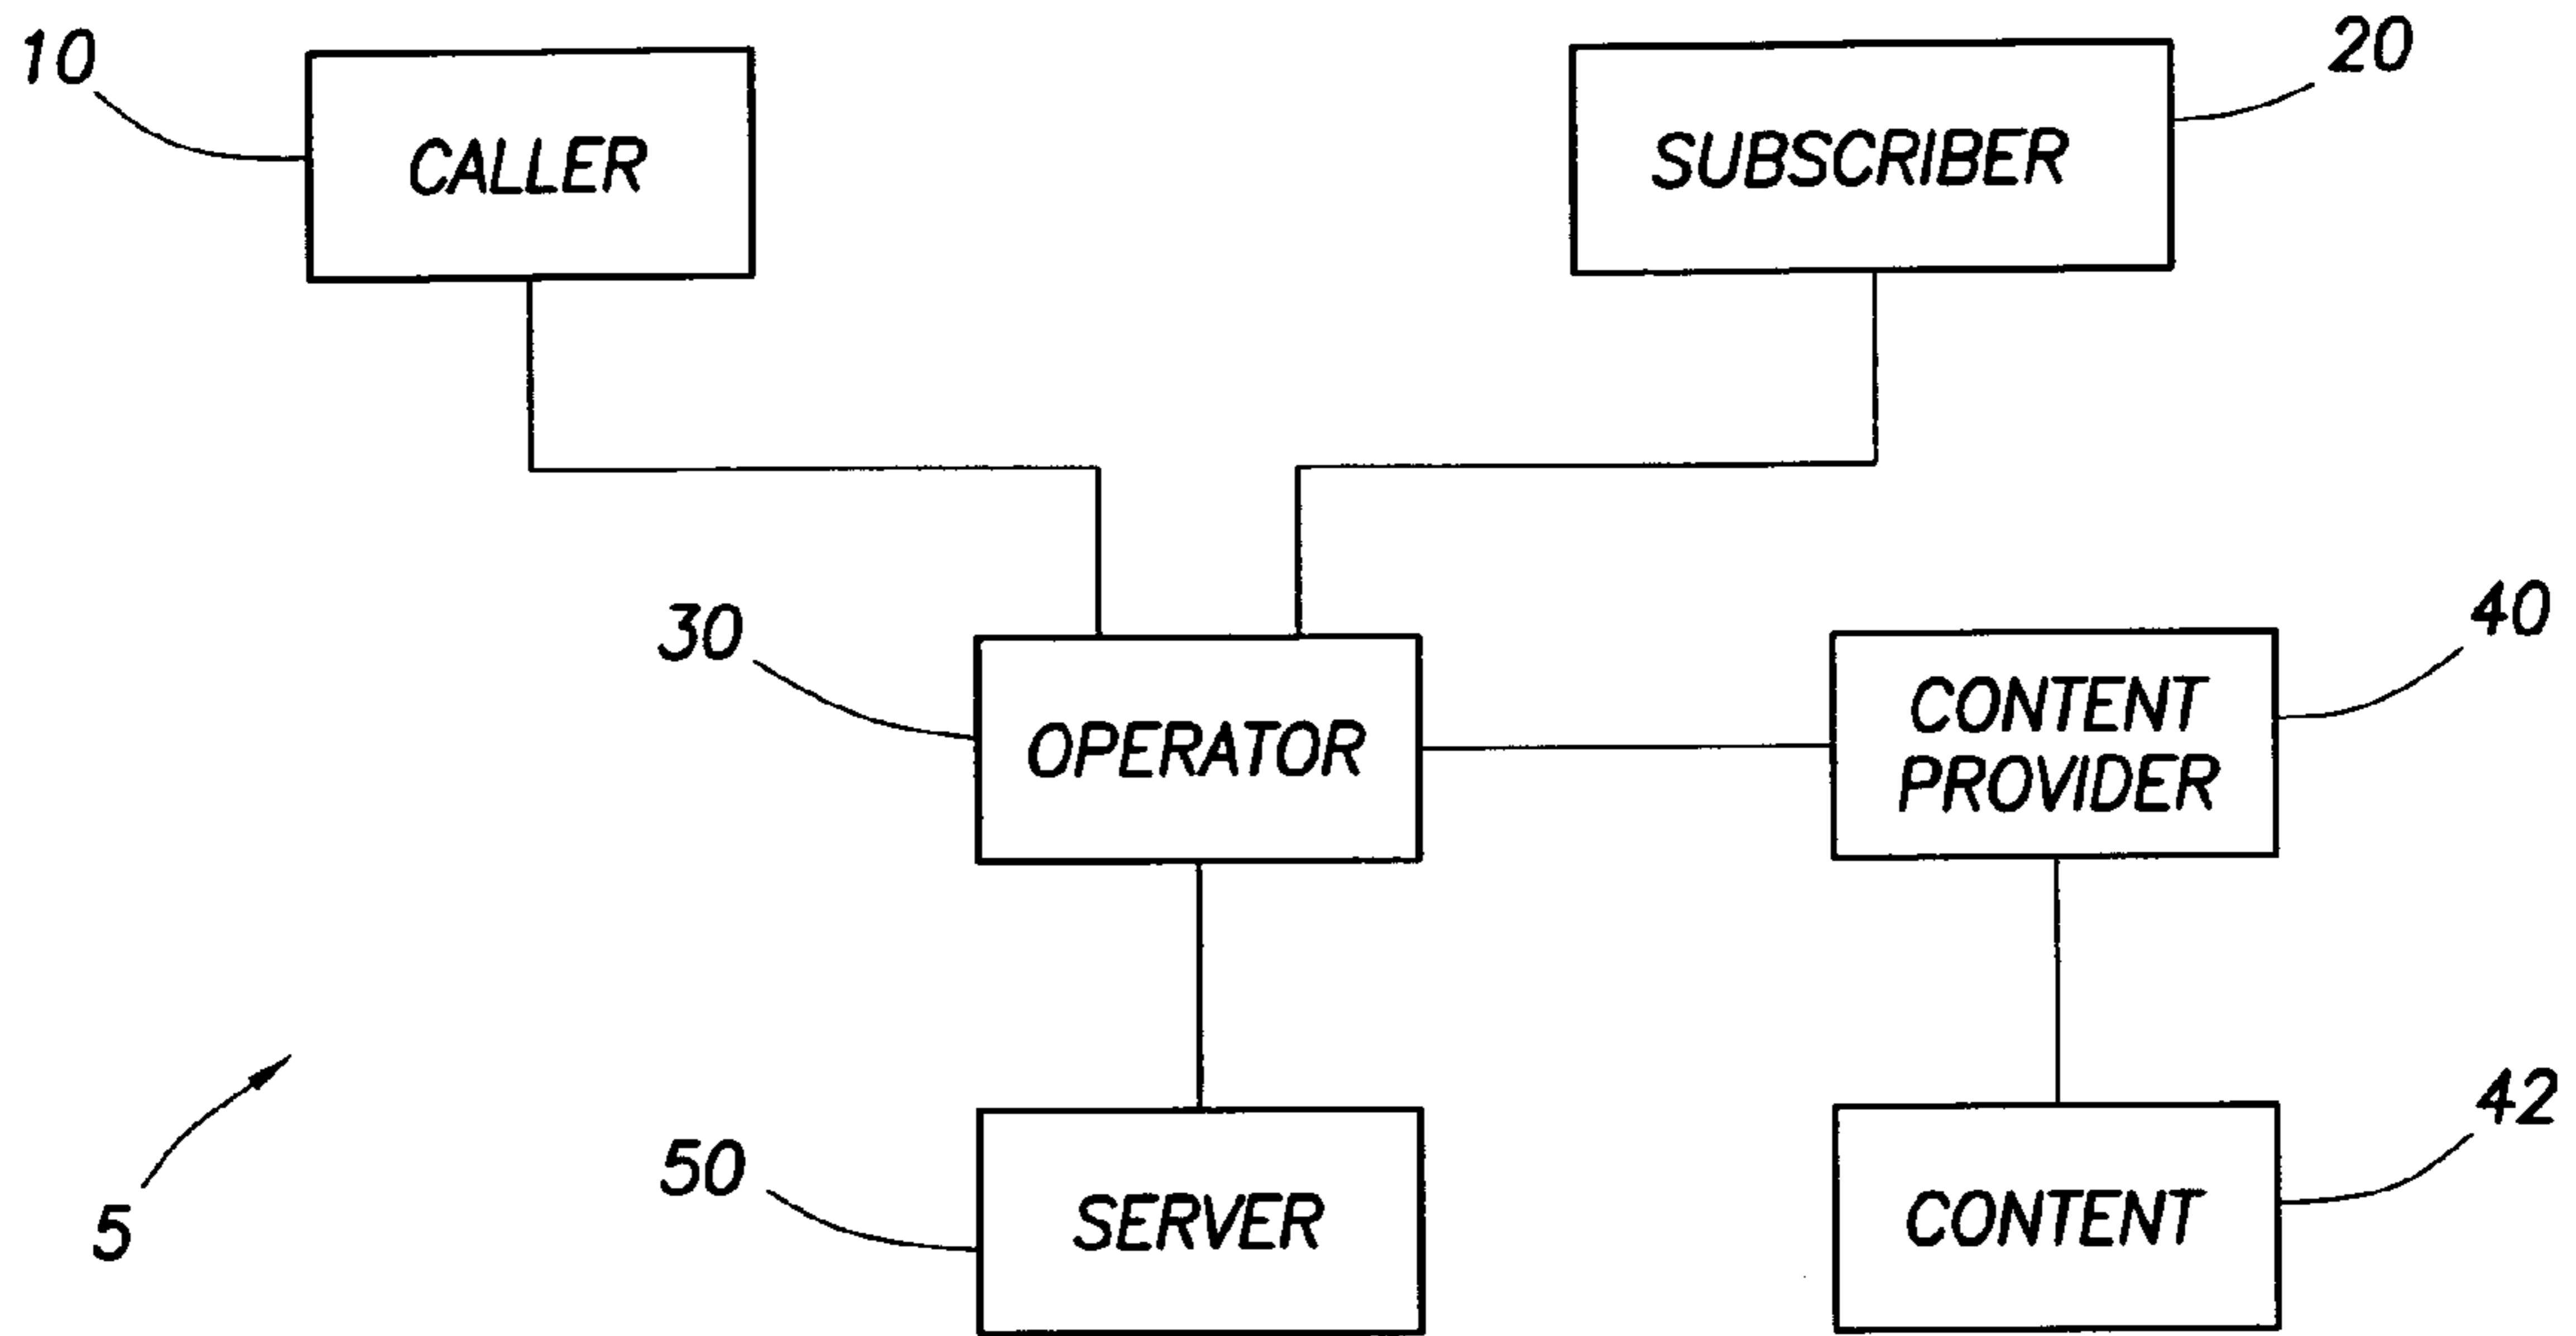 10
CALLER
SUBSCRIBER
20
30
OPERATOR
CONTENT
PROVIDER
40
5
50
SERVER
CONTENT
42